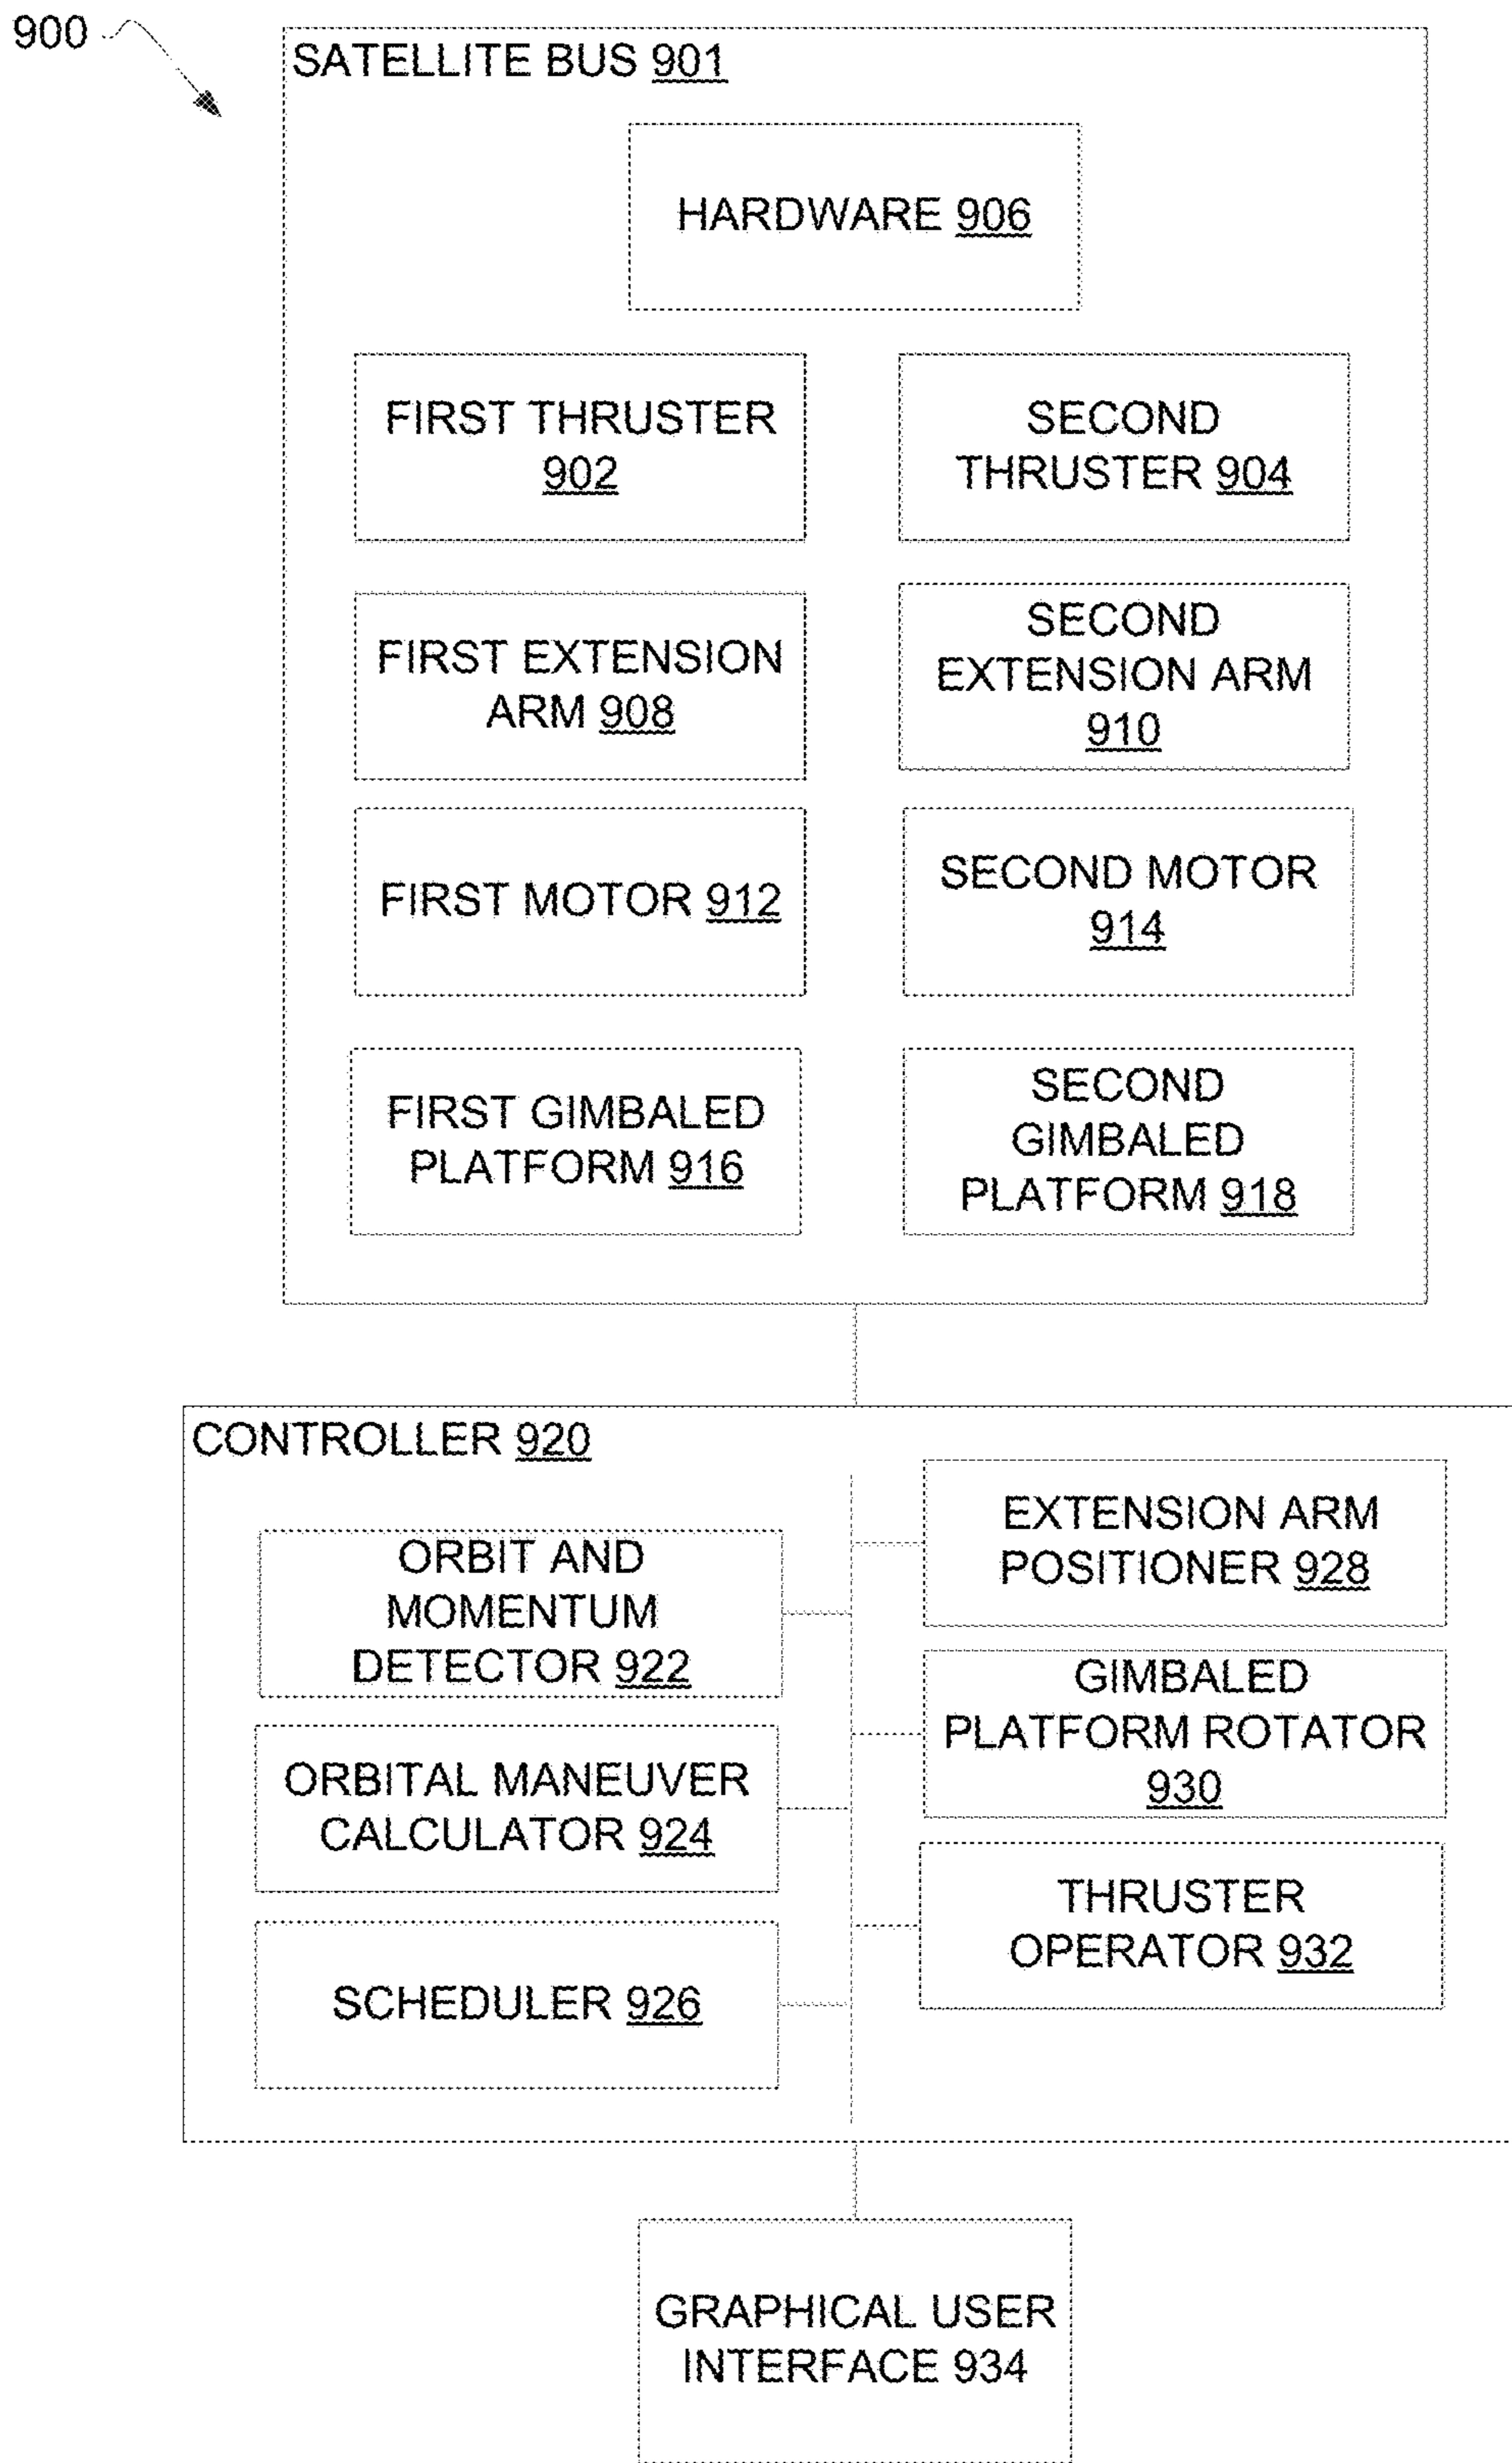 900
SATELLITE BUS 901
HARDWARE 906
FIRST THRUSTER
902
SECOND
THRUSTER 904
FIRST EXTENSION
ARM 908
SECOND
EXTENSION ARM
910
FIRST MOTOR 912
SECOND MOTOR
914
FIRST GIMBALED
PLATFORM 916
SECOND
GIMBALED
PLATFORM 918
CONTROLLER 920
ORBIT AND
MOMENTUM
DETECTOR 922
ORBITAL MANEUVER
CALCULATOR 924
SCHEDULER 926
EXTENSION ARM
POSITIONER 928
GIMBALED
PLATFORM ROTATOR
930
THRUSTER
OPERATOR 932
GRAPHICAL USER
INTERFACE 934